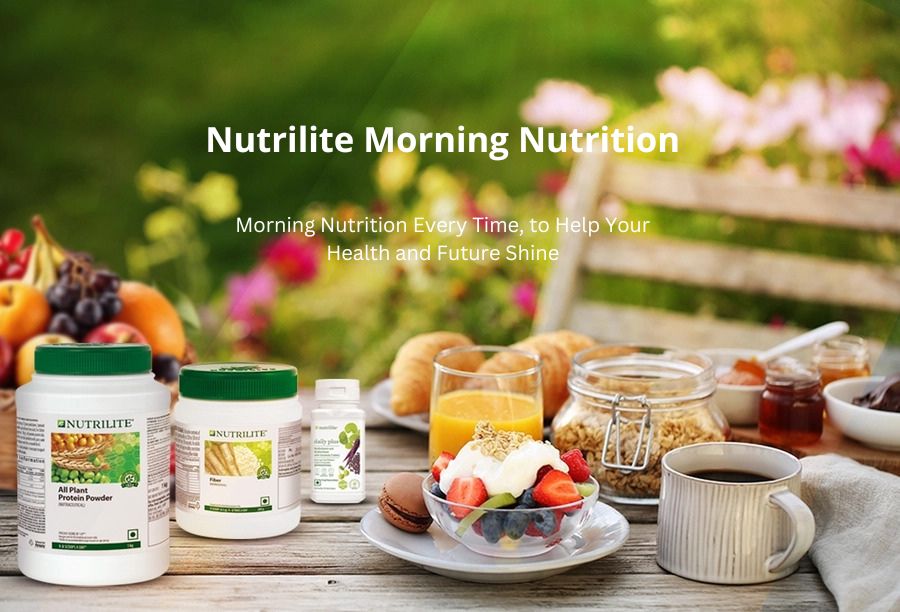 Nutrilite Morning Nutrition
Morning Nutrition Every Time, to Help Your
Health and Future Shine
NUTRILITE
All Plant
Protein Powder
NUTRILITE
Fiber
nutrilite
daily plus